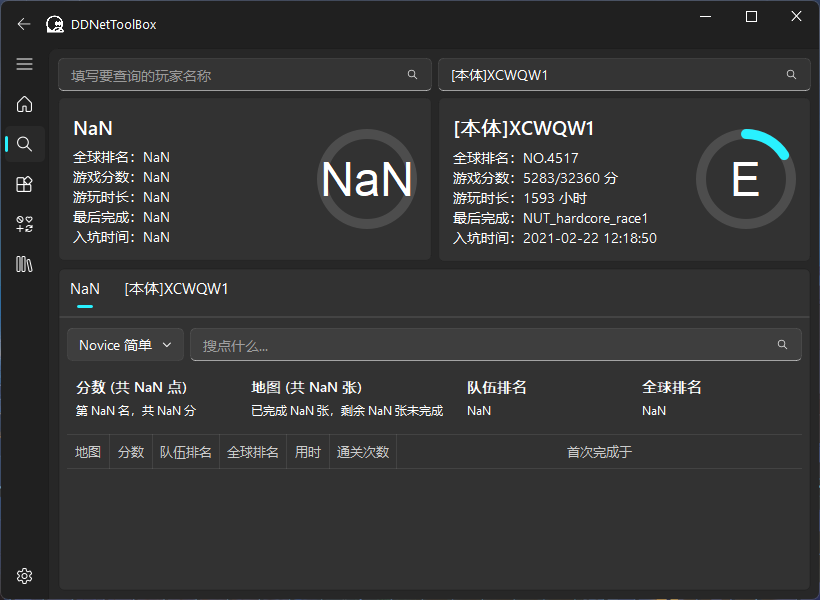 DDNetToolBox
填写要查询的玩家名称
[本体]XCWQW1
NaN
全球排名：NaN
游戏分数：NaN
游玩时长：NaN
最后完成：NaN
入坑时间：NaN
NaN
[本体]XCWQW1
全球排名：NO.4517
游戏分数：5283/32360 分
游玩时长：1593 小时
最后完成：NUT_hardcore_race1
入坑时间：2021-02-22 12:18:50
E
NaN [本体]XCWQW1
Novice 简单 搜点什么...
分数 (共 NaN 点) 地图 (共 NaN 张) 队伍排名 全球排名
第 NaN 名，共 NaN 分 已完成 NaN 张，剩余 NaN 张未完成 NaN NaN
地图 分数 队伍排名 全球排名 用时 通关次数 首次完成于